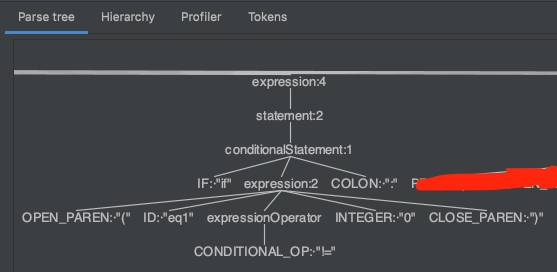 Parse tree Hierarchy Profiler Tokens
expression:4
statement:2
conditionalStatement:1
IF:-"if" expression:2 COLON:-":"
OPEN_PAREN:-"(" ID:-"eq1" expressionOperator INTEGER:-"0" CLOSE_PAREN:-")"
CONDITIONAL_OP:-"!="